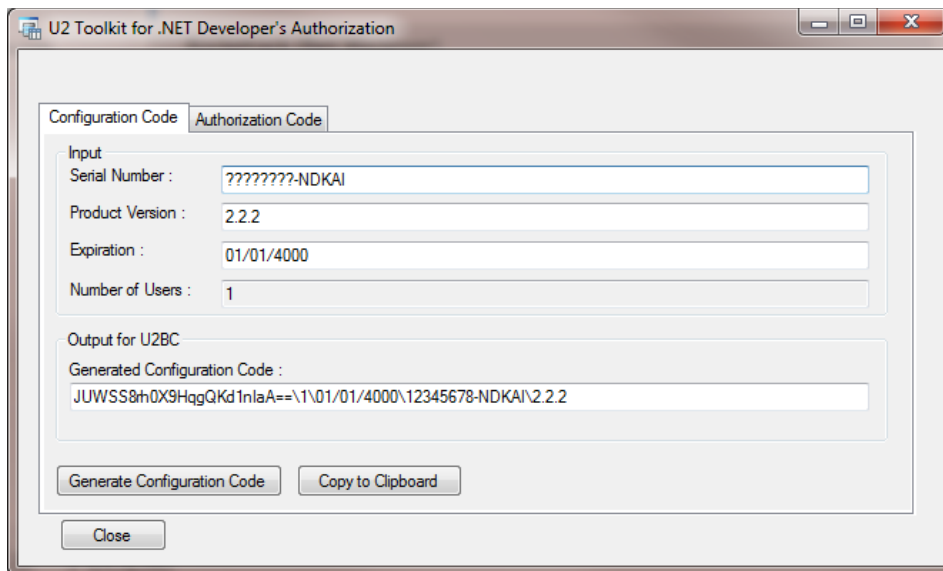 U2 Toolkit for .NET Developer's Authorization
Configuration Code Authorization Code
Input
Serial Number : ????????-NDKAI
Product Version : 2.2.2
Expiration : 01/01/4000
Number of Users : 1
Output for U2BC
Generated Configuration Code :
JUWSS8rh0X9HqgQKd1nlaA==\1\01/01/4000\12345678-NDKAI\2.2.2
Generate Configuration Code Copy to Clipboard
Close